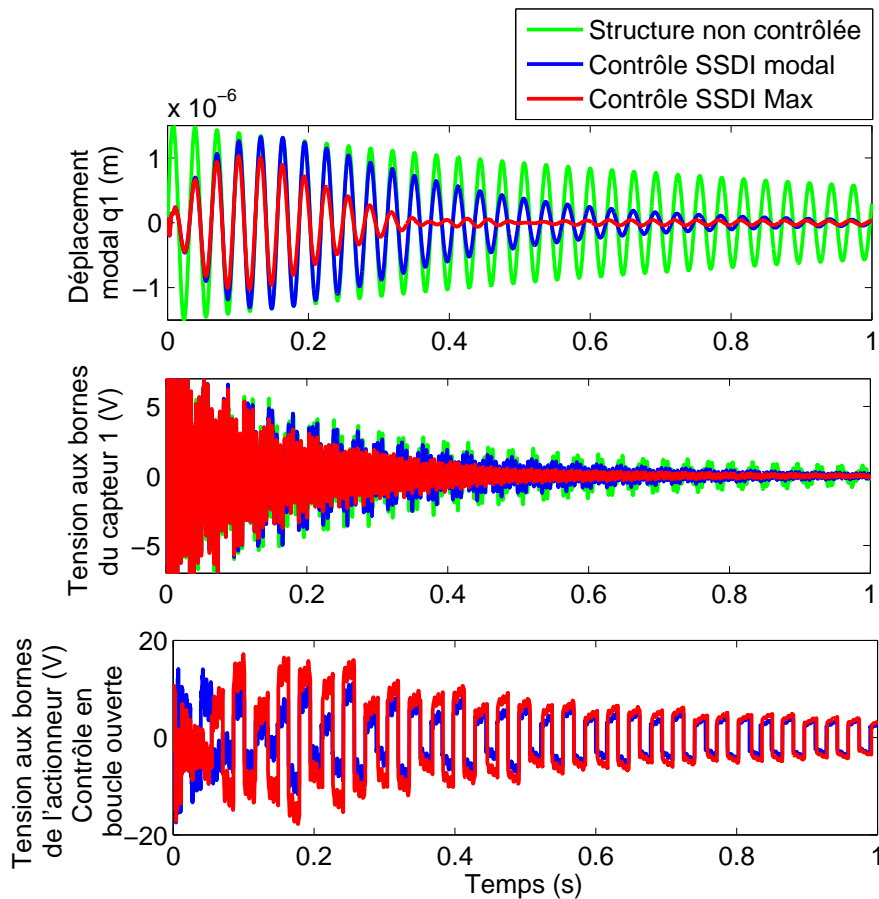 Structure non contrôlée
Contrôle SSDI modal
Contrôle SSDI Max
x 10−6
Déplacement
modal q1 (m)
1
0
−1
0 0.2 0.4 0.6 0.8 1
Tension aux bornes
du capteur 1 (V)
5
0
−5
0 0.2 0.4 0.6 0.8 1
Tension aux bornes
de l'actionneur (V)
Contrôle en
boucle ouverte
20
0
−20
0 0.2 0.4 0.6 0.8 1
Temps (s)